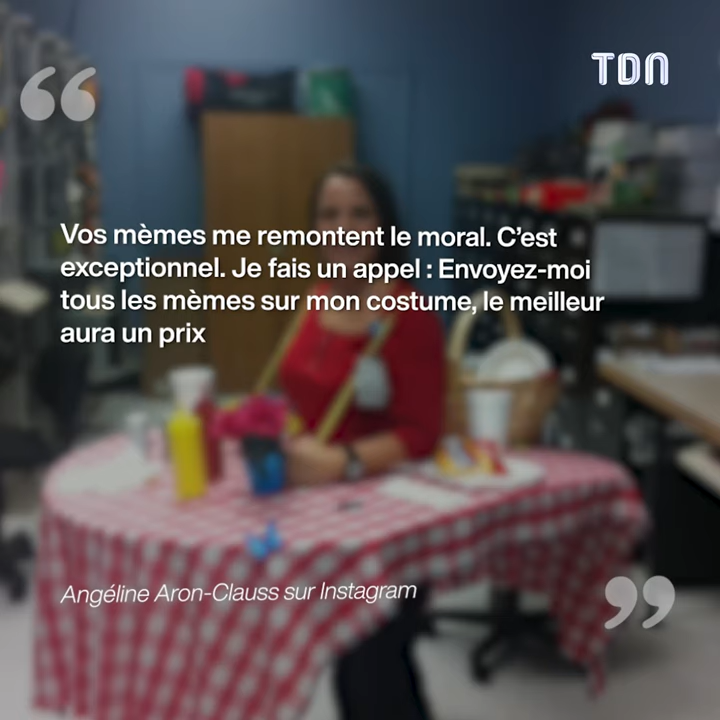 TDN
“
Vos mèmes me remontent le moral. C’est
exceptionnel. Je fais un appel : Envoyez-moi
tous les mèmes sur mon costume, le meilleur
aura un prix
Angéline Aron-Clauss sur Instagram
”